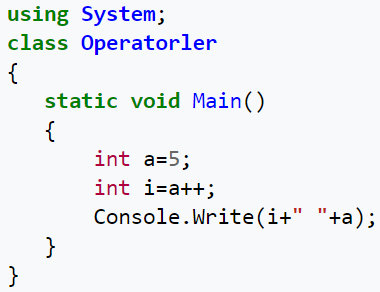 using System;
class Operatorler
{
   static void Main()
   {
      int a=5;
      int i=a++;
      Console.Write(i+" "+a);
   }
}